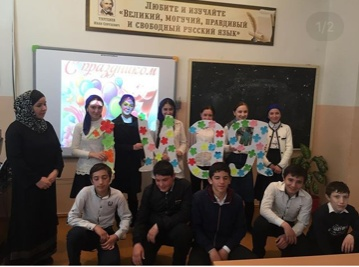 1/2
ЛЮБИТЕ И ИЗУЧАЙТЕ
«ВЕЛИКИЙ, МОГУЧИЙ, ПРАВДИВЫЙ
И СВОБОДНЫЙ РУССКИЙ ЯЗЫК»
С праздником